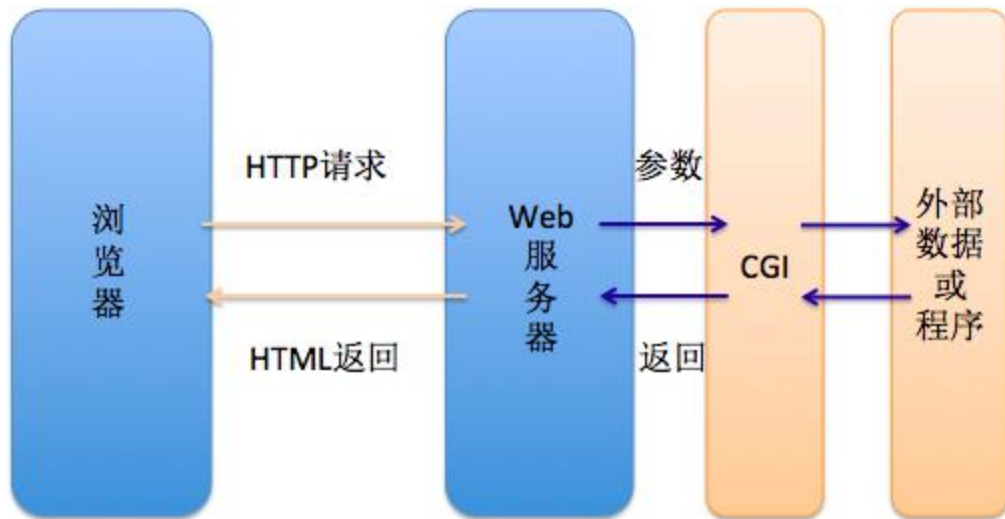 浏
览
器
HTTP请求
HTML返回
Web
服
务
器
参数
返回
CGI
外部
数据
或
程序